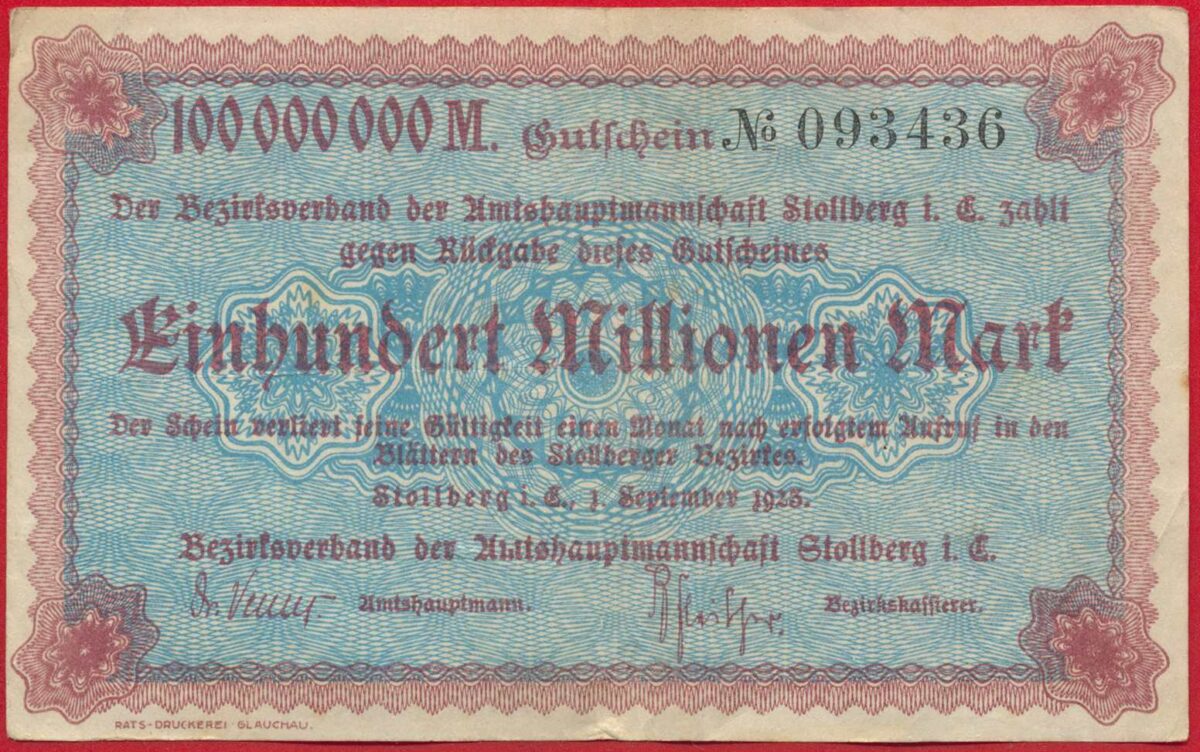 100 000 000 M. Gutschein № 093436
Der Bezirksverband der Amtshauptmannschaft Stollberg i. E. zahlt
gegen Rückgabe dieses Gutscheines
Einhundert Millionen Mark
Der Schein verliert seine Gültigkeit einen Monat nach erfolgtem Aufruf in den
Blättern des Stollberger Bezirkes.
Stollberg i. E., 1. September 1923.
Bezirksverband der Amtshauptmannschaft Stollberg i. E.
Dr. Amtshauptmann. Bezirkskassierer.
RATS-DRUCKEREI GLAUCHAU.